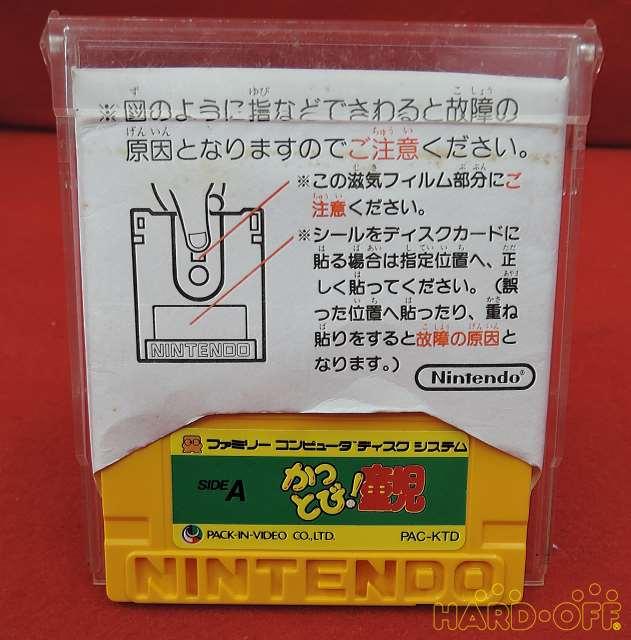 ※図のように指などでさわると故障の
原因となりますのでご注意ください。
※この滋気フィルム部分にご
注意ください。
※シールをディスクカードに
貼る場合は指定位置へ、正
しく貼ってください。（誤
った位置へ貼ったり、重ね
貼りをすると故障の原因と
なります。）
NINTENDO
Nintendo®
ファミリー コンピュータ ディスク システム
SIDE A
かっとび！童児
PACK-IN-VIDEO CO.,LTD.
PAC-KTD
NINTENDO
HARD・OFF®